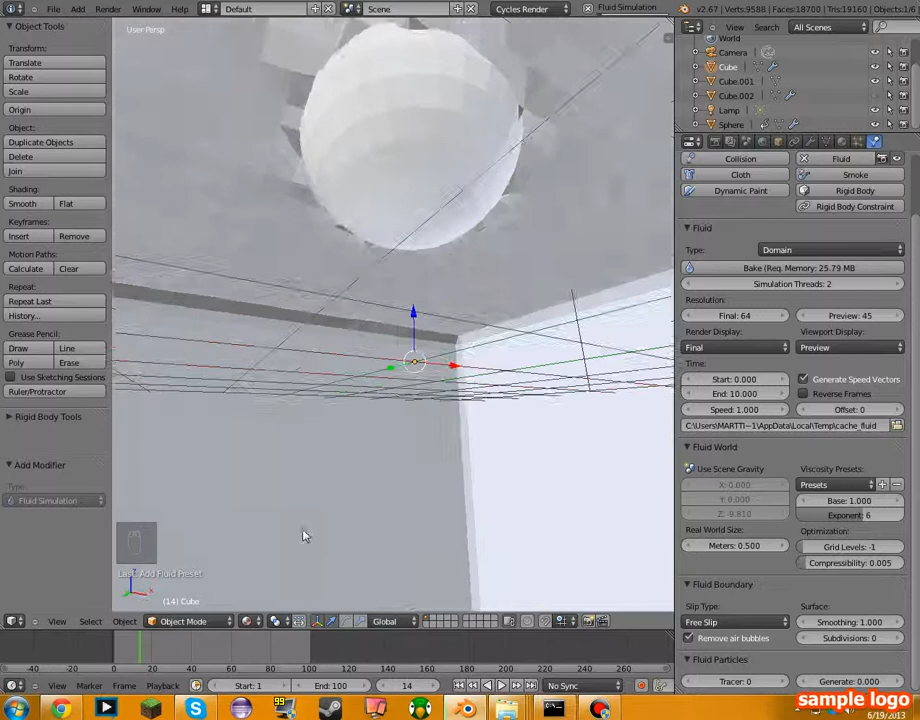 File Add Render Window Help Default Scene Cycles Render Fluid Simulation v2.67 | Verts:9588 | Faces:18700 | Tris:19160 | Objects:1/6
View Search All Scenes
Object Tools
Transform:
Translate
Rotate
Scale
Origin
Object:
Duplicate Objects
Delete
Join
Shading:
Smooth Flat
Keyframes:
Insert Remove
Motion Paths:
Calculate Clear
Repeat:
Repeat Last
History...
Grease Pencil:
Draw Line
Poly Erase
Use Sketching Sessions
Ruler/Protractor
Rigid Body Tools
Add Modifier
Type
Fluid Simulation
User Persp
Last: Add Fluid Preset
(14) Cube
World
Camera
Cube
Cube.001
Cube.002
Lamp
Sphere
Collision Fluid
Cloth Smoke
Dynamic Paint Rigid Body
Rigid Body Constraint
Fluid
Type: Domain
Bake (Req. Memory: 25.79 MB
Simulation Threads: 2
Resolution:
Final: 64 Preview: 45
Render Display: Viewport Display:
Final Preview
Time:
Start: 0.000 Generate Speed Vectors
End: 10.000 Reverse Frames
Speed: 1.000 Offset: 0
C:\Users\MARTTI~1\AppData\Local\Temp\cache_fluid
Fluid World
Use Scene Gravity Viscosity Presets:
X: 0.000 Presets
Y: 0.000 Base: 1.000
Z: -9.810 Exponent: 6
Real World Size: Optimization:
Meters: 0.500 Grid Levels: -1
Compressibility: 0.005
Fluid Boundary
Slip Type: Surface:
Free Slip Smoothing: 1.000
Remove air bubbles Subdivisions: 0
Fluid Particles
Tracer: 0 Generate: 0.000
View Select Add Object Object Mode Global
-40 -20 0 20 40 60 80 100 120 140 160 180 200 220 240 260
View Marker Frame Playback Start: 1 End: 100 14 No Sync
sample logo
6/19/2013